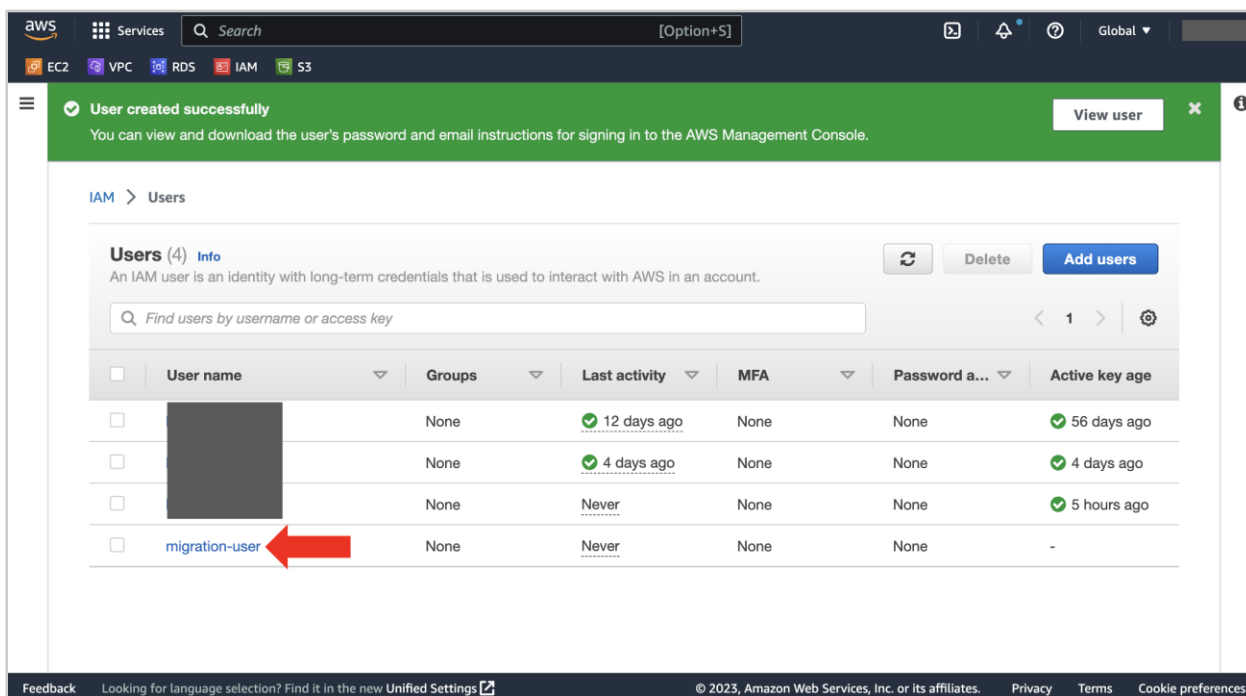 aws Services Search [Option+S] Global
EC2 VPC RDS IAM S3
User created successfully
View user
You can view and download the user's password and email instructions for signing in to the AWS Management Console.
IAM > Users
Users (4) Info
Delete Add users
An IAM user is an identity with long-term credentials that is used to interact with AWS in an account.
Find users by username or access key
1
User name Groups Last activity MFA Password a... Active key age
None 12 days ago None None 56 days ago
None 4 days ago None None 4 days ago
None Never None None 5 hours ago
migration-user None Never None None -
Feedback Looking for language selection? Find it in the new Unified Settings © 2023, Amazon Web Services, Inc. or its affiliates. Privacy Terms Cookie preferences